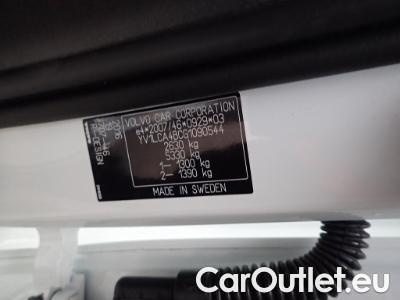 VOLVO CAR CORPORATION
e4*2007/46*0929*03
YV1LCA4BCG1090544
2630 kg
5330 kg
1– 1300 kg
2– 1390 kg
MADE IN SWEDEN
CarOutlet.eu